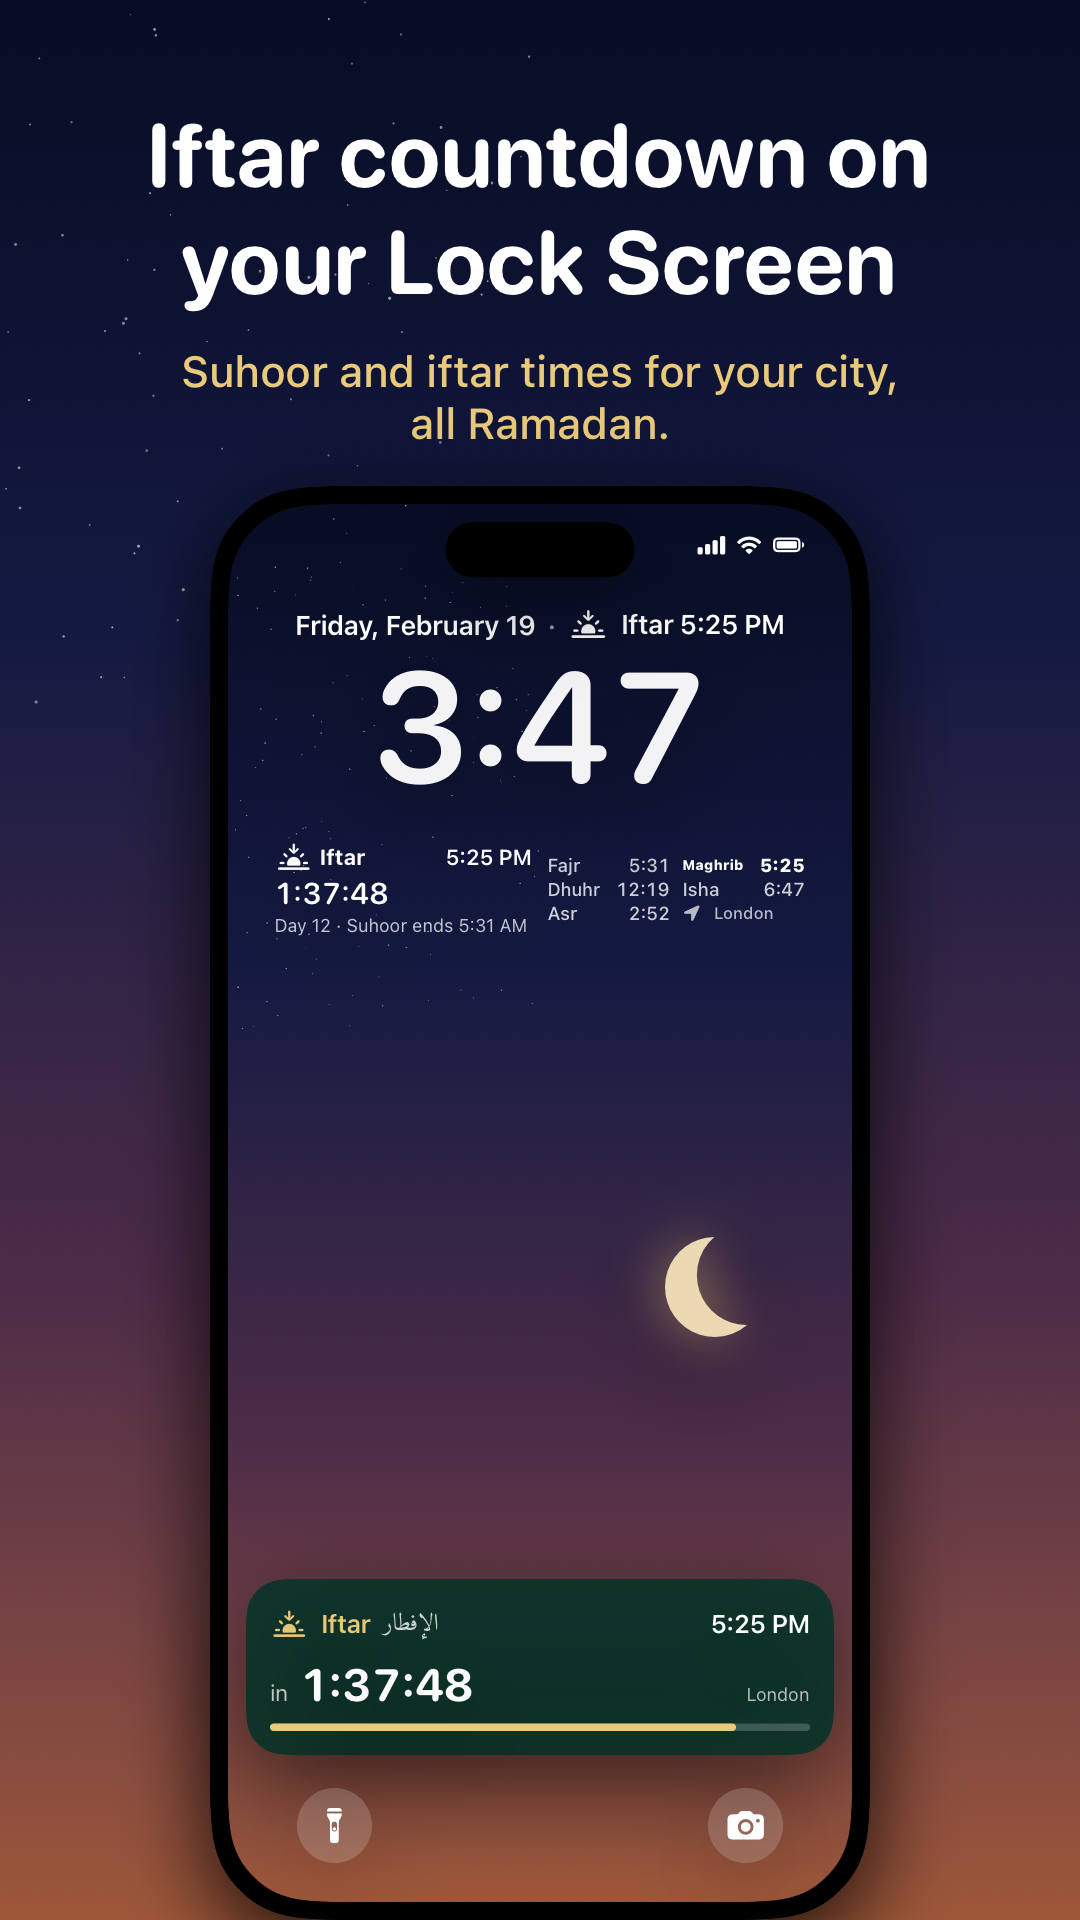 Iftar countdown on
your Lock Screen
Suhoor and iftar times for your city,
all Ramadan.
Friday, February 19 · Iftar 5:25 PM
3:47
Iftar 5:25 PM
1:37:48
Day 12 · Suhoor ends 5:31 AM
Fajr 5:31 Maghrib 5:25
Dhuhr 12:19 Isha 6:47
Asr 2:52 London
Iftar الإفطار 5:25 PM
in 1:37:48 London